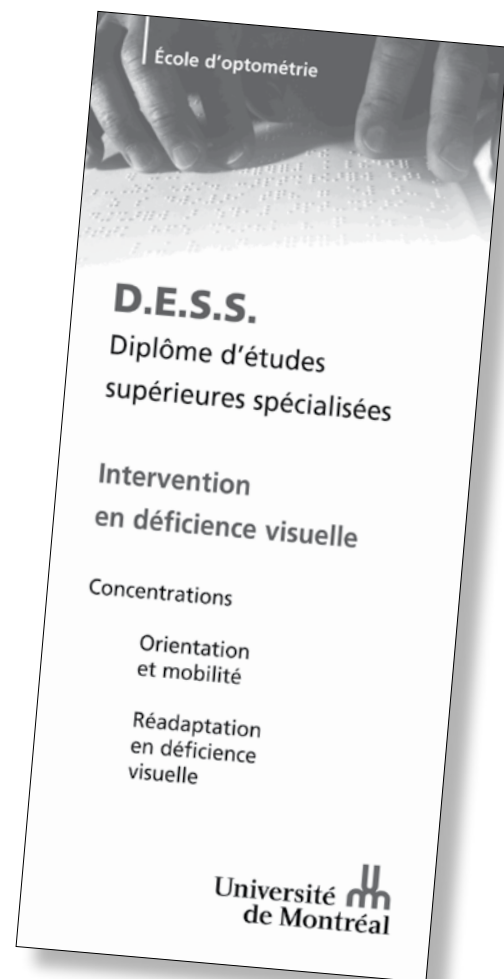 École d'optométrie
D.E.S.S.
Diplôme d'études
supérieures spécialisées
Intervention
en déficience visuelle
Concentrations
Orientation
et mobilité
Réadaptation
en déficience
visuelle
Université
de Montréal